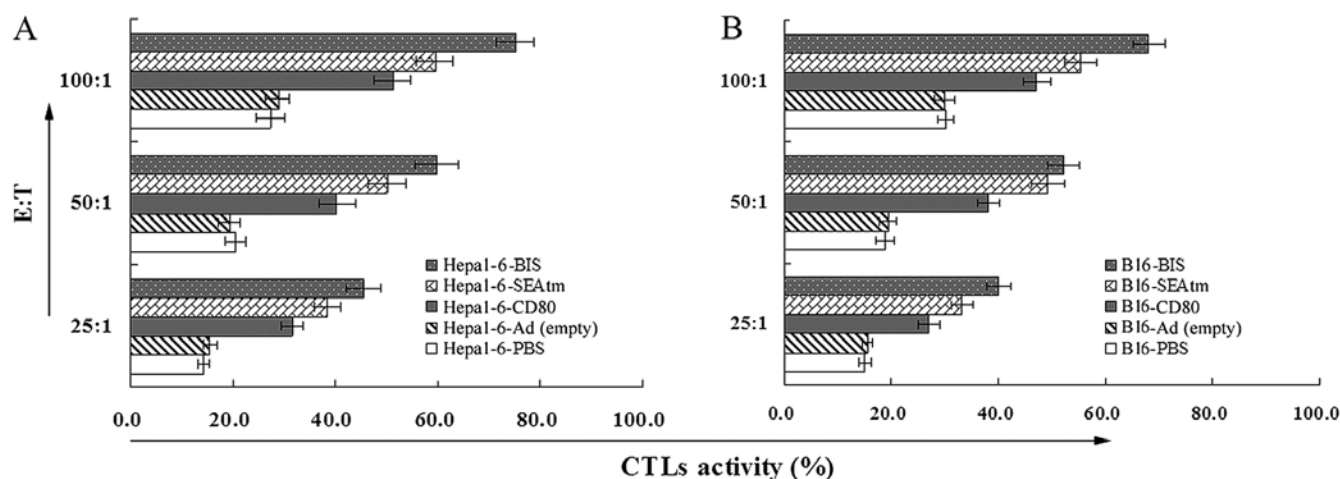 A
100:1
50:1
25:1
E:T
Hepa1-6-BIS
Hepa1-6-SEAtm
Hepa1-6-CD80
Hepa1-6-Ad (empty)
Hepa1-6-PBS
0.0 20.0 40.0 60.0 80.0 100.0
B
100:1
50:1
25:1
B16-BIS
B16-SEAtm
B16-CD80
B16-Ad (empty)
B16-PBS
0.0 20.0 40.0 60.0 80.0 100.0
CTLs activity (%)